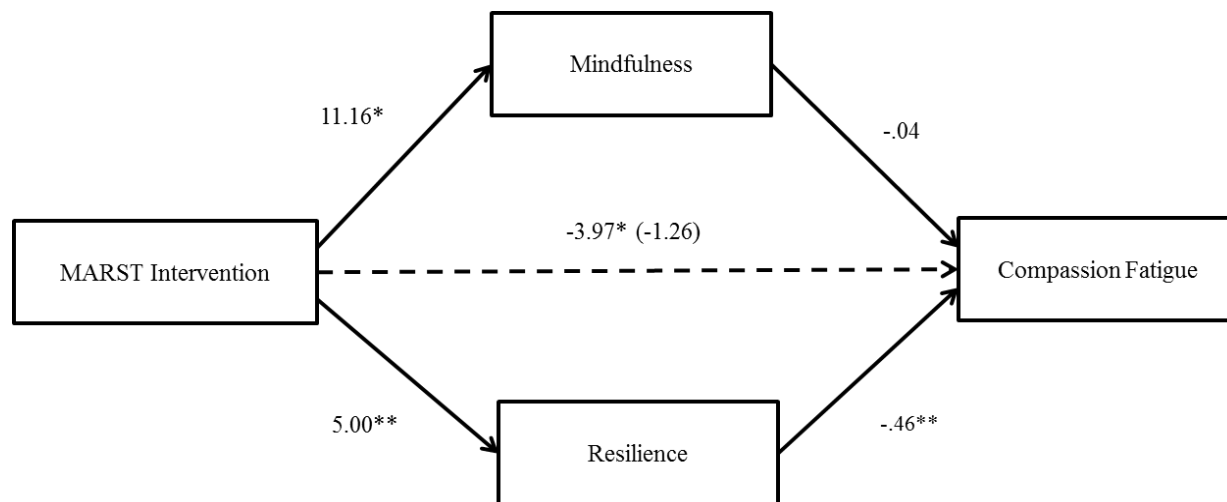 Mindfulness
11.16*
-.04
-3.97* (-1.26)
MARST Intervention
Compassion Fatigue
5.00**
-.46**
Resilience